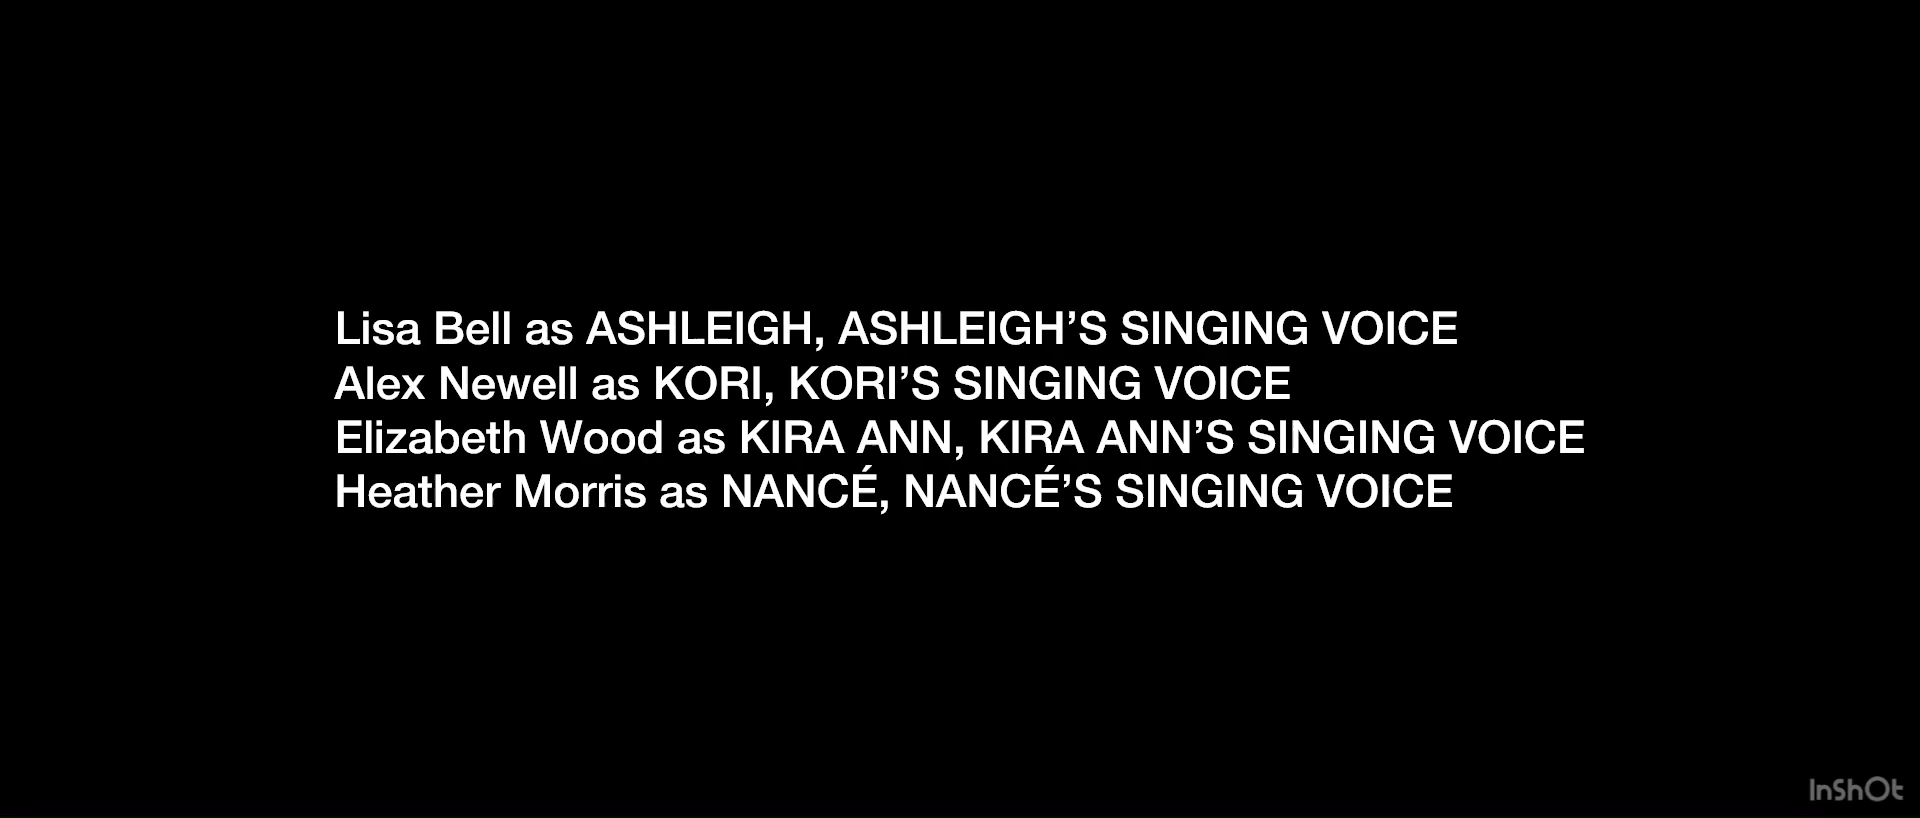 Lisa Bell as ASHLEIGH, ASHLEIGH’S SINGING VOICE
Alex Newell as KORI, KORI’S SINGING VOICE
Elizabeth Wood as KIRA ANN, KIRA ANN’S SINGING VOICE
Heather Morris as NANCÉ, NANCÉ’S SINGING VOICE
InShOt